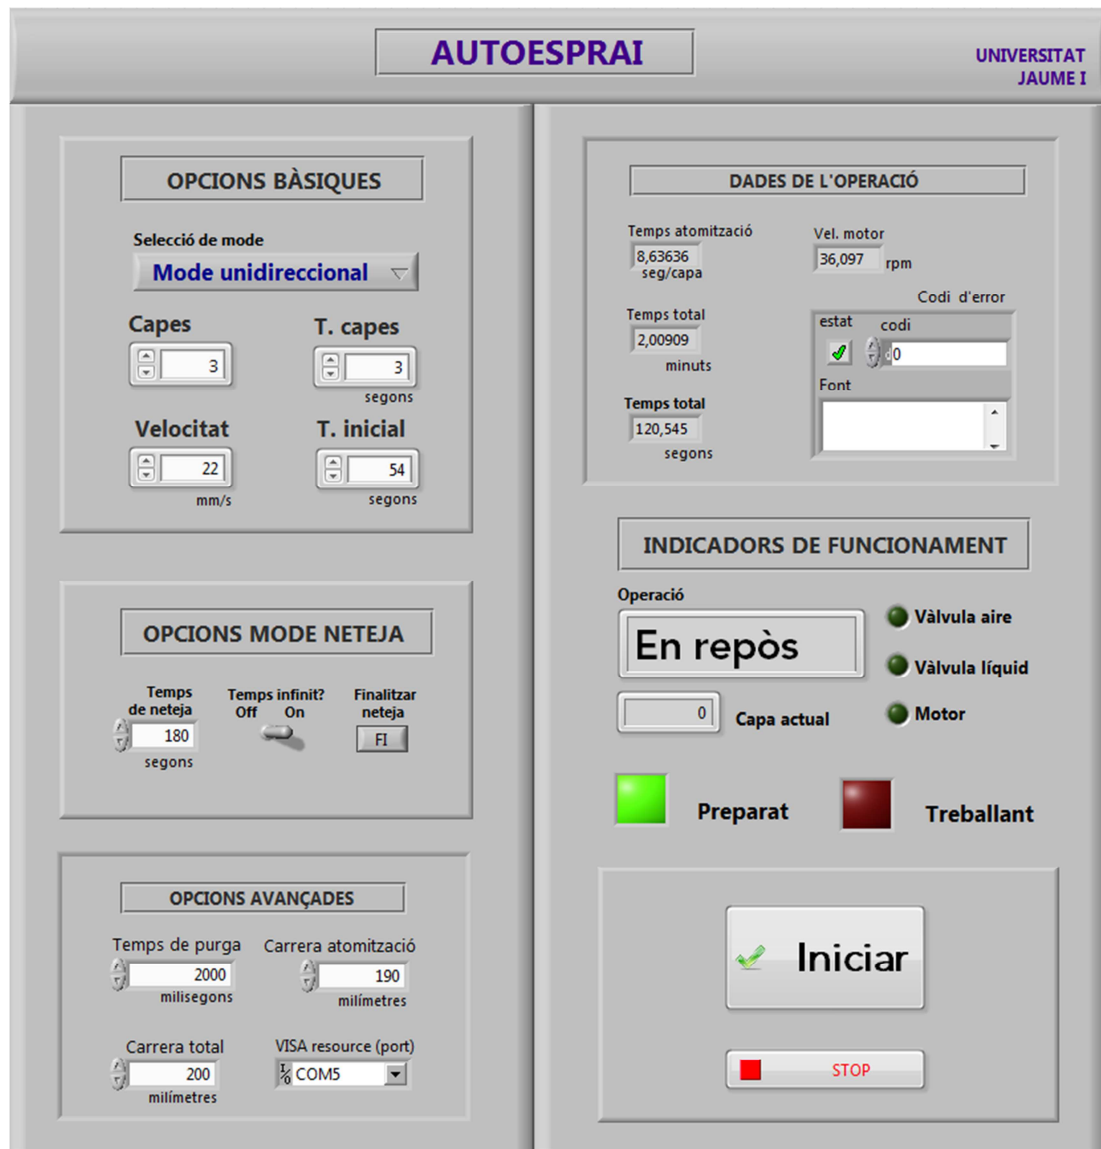 AUTOESPRAI
UNIVERSITAT
JAUME I
OPCIONS BÀSIQUES
Selecció de mode
Mode unidireccional
Capes
T. capes
3
3
segons
Velocitat
T. inicial
22
54
mm/s
segons
OPCIONS MODE NETEJA
Temps
de neteja
180
segons
Temps infinit?
Off On
Finalitzar
neteja
FI
OPCIONS AVANÇADES
Temps de purga
2000
milisegons
Carrera atomització
190
milímetres
Carrera total
200
milímetres
VISA resource (port)
COM5
DADES DE L'OPERACIÓ
Temps atomització
8,63636
seg/capa
Vel. motor
36,097 rpm
Temps total
2,00909
minuts
Temps total
120,545
segons
Codi d'error
estat
codi
d0
Font
INDICADORS DE FUNCIONAMENT
Operació
En repòs
0
Capa actual
Vàlvula aire
Vàlvula líquid
Motor
Preparat
Treballant
Iniciar
STOP